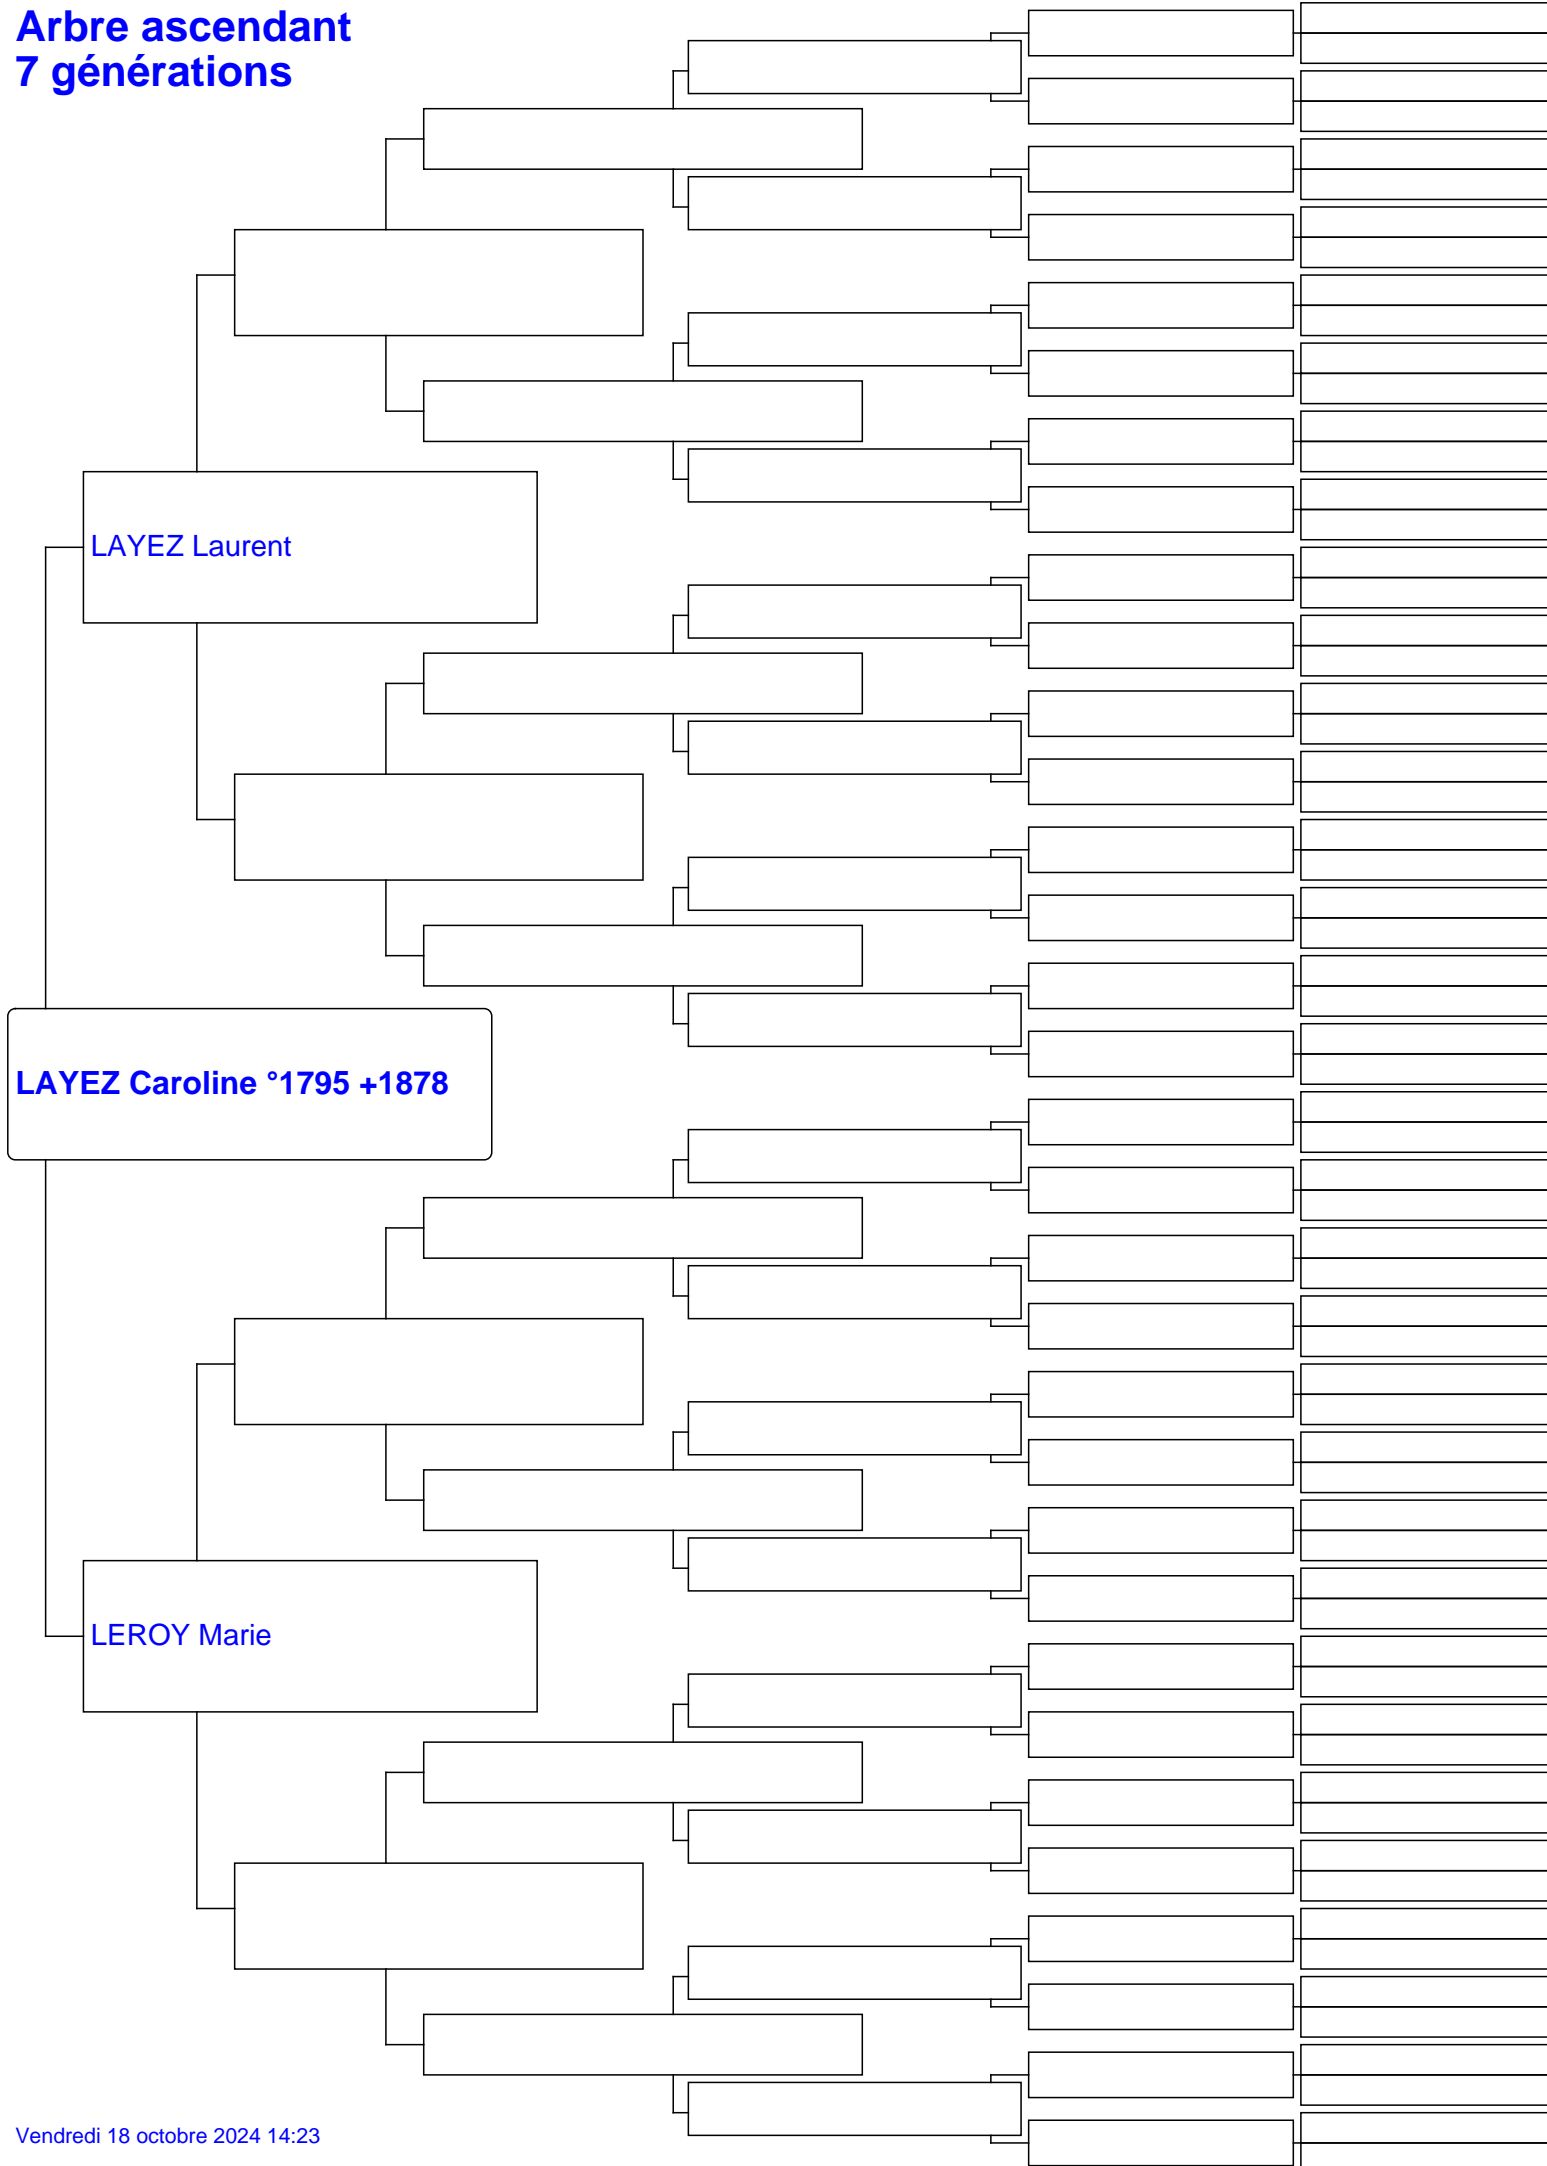 Arbre ascendant
7 générations
LAYEZ Laurent
LAYEZ Caroline °1795 +1878
LEROY Marie
Vendredi 18 octobre 2024 14:23